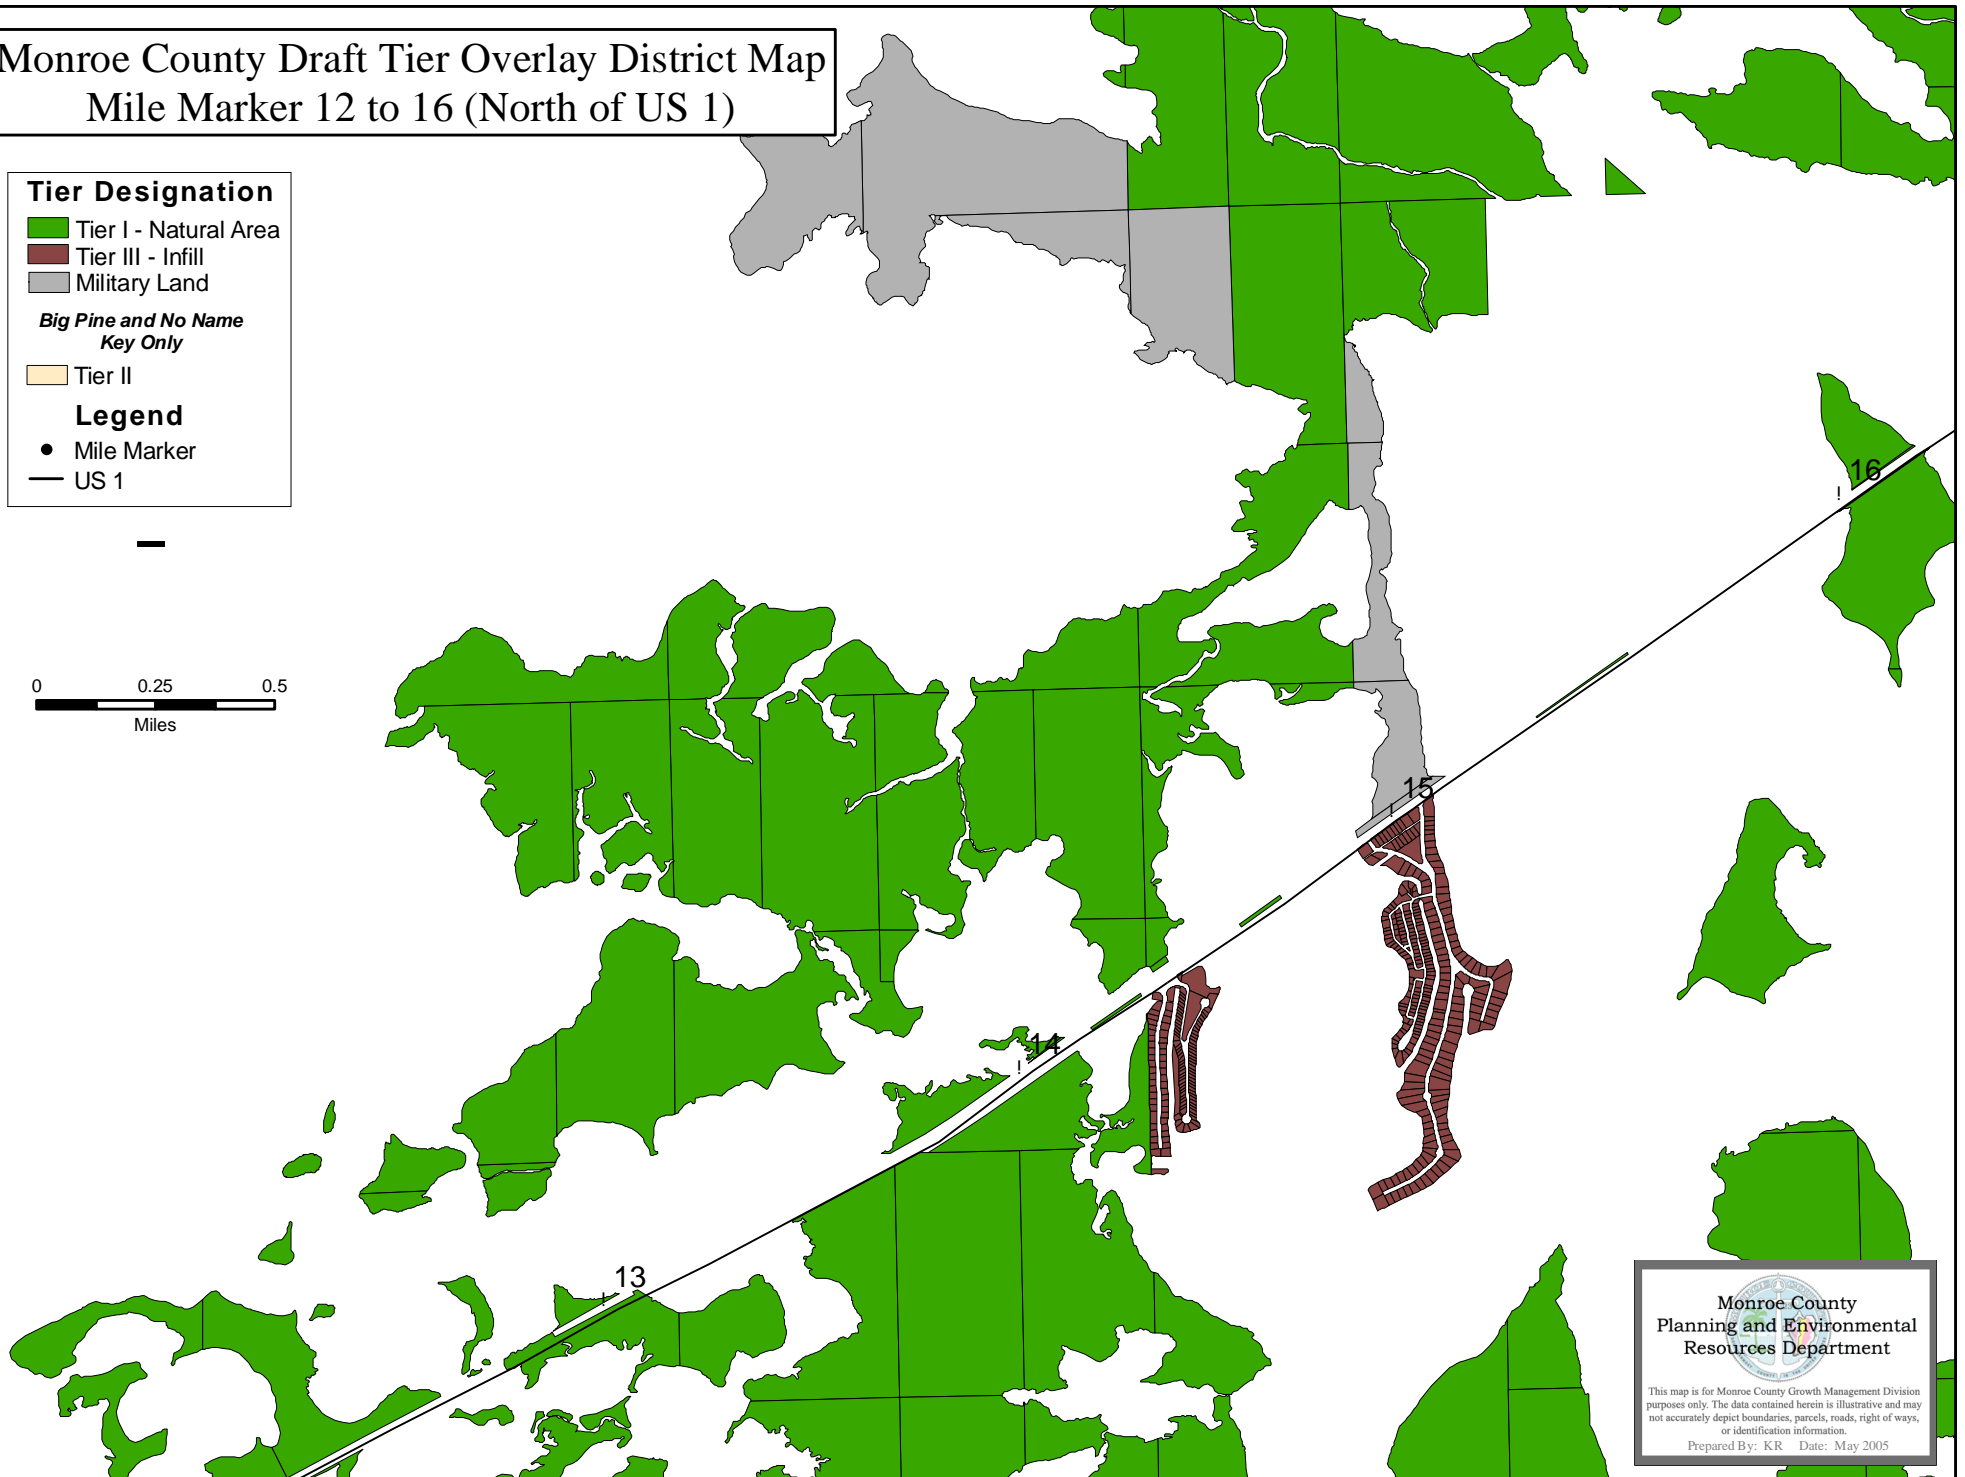 Monroe County Draft Tier Overlay District Map
Mile Marker 12 to 16 (North of US 1)
Tier Designation
Tier I - Natural Area
Tier III - Infill
Military Land
Big Pine and No Name
Key Only
Tier II
Legend
Mile Marker
US 1
0 0.25 0.5
Miles
16
15
14
13
Monroe County
Planning and Environmental
Resources Department
This map is for Monroe County Growth Management Division
purposes only. The data contained herein is illustrative and may
not accurately depict boundaries, parcels, roads, right of ways,
or identification information.
Prepared By: KR Date: May 2005